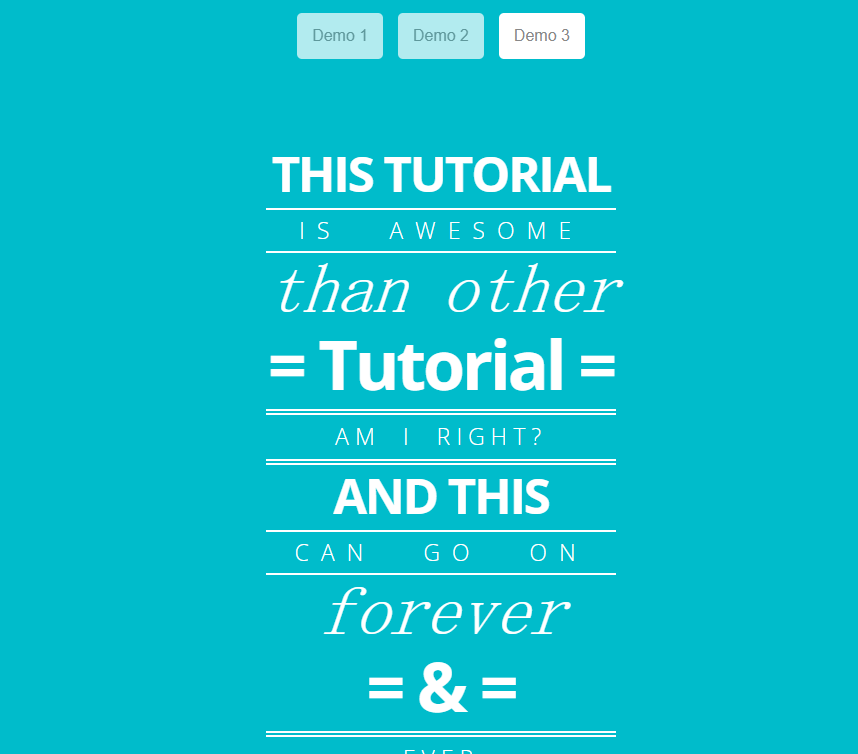 Demo 1 Demo 2 Demo 3
THIS TUTORIAL
IS AWESOME
than other
= Tutorial =
AM I RIGHT?
AND THIS
CAN GO ON
forever
= & =
EVER